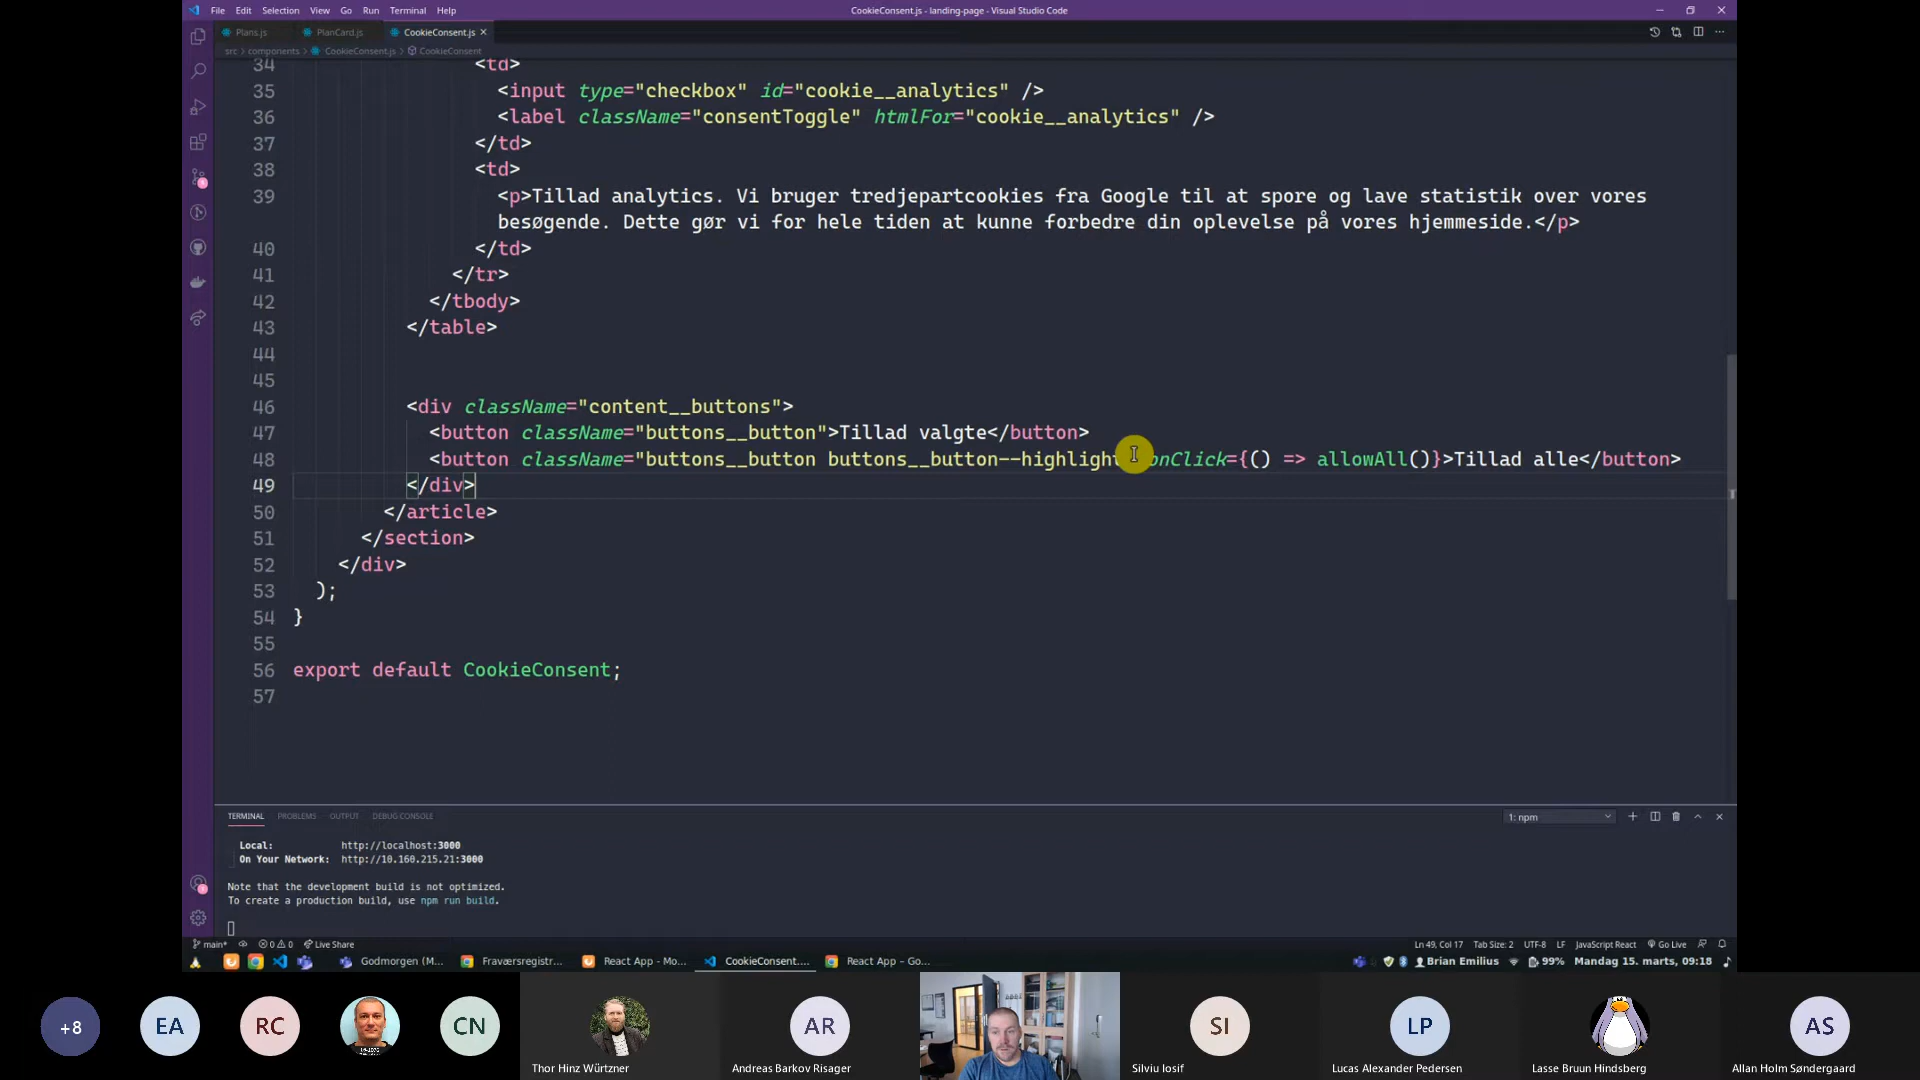 File Edit Selection View Go Run Terminal Help
CookieConsent.js - landing-page - Visual Studio Code
Plans.js PlanCard.js CookieConsent.js
src > components > CookieConsent.js > CookieConsent
34 <td>
35 <input type="checkbox" id="cookie__analytics" />
36 <label className="consentToggle" htmlFor="cookie__analytics" />
37 </td>
38 <td>
39 <p>Tillad analytics. Vi bruger tredjepartcookies fra Google til at spore og lave statistik over vores
besøgende. Dette gør vi for hele tiden at kunne forbedre din oplevelse på vores hjemmeside.</p>
40 </td>
41 </tr>
42 </tbody>
43 </table>
44
45
46 <div className="content__buttons">
47 <button className="buttons__button">Tillad valgte</button>
48 <button className="buttons__button buttons__button--highlight onClick={() => allowAll()}>Tillad alle</button>
49 </div>
50 </article>
51 </section>
52 </div>
53 );
54 }
55
56 export default CookieConsent;
57
TERMINAL PROBLEMS OUTPUT DEBUG CONSOLE
1: npm
Local: http://localhost:3000
On Your Network: http://10.160.215.21:3000
Note that the development build is not optimized.
To create a production build, use npm run build.
main* 0 0 Live Share
Ln 49, Col 17 Tab Size: 2 UTF-8 LF JavaScript React Go Live
Godmorgen (M... Fraværsregistr... React App - Mo... CookieConsent.... React App – Go...
Brian Emilius 99% Mandag 15. marts, 09:18
+8 EA RC CN AR SI LP AS
Thor Hinz Würtzner
Andreas Barkov Risager
Silviu Iosif
Lucas Alexander Pedersen
Lasse Bruun Hindsberg
Allan Holm Søndergaard